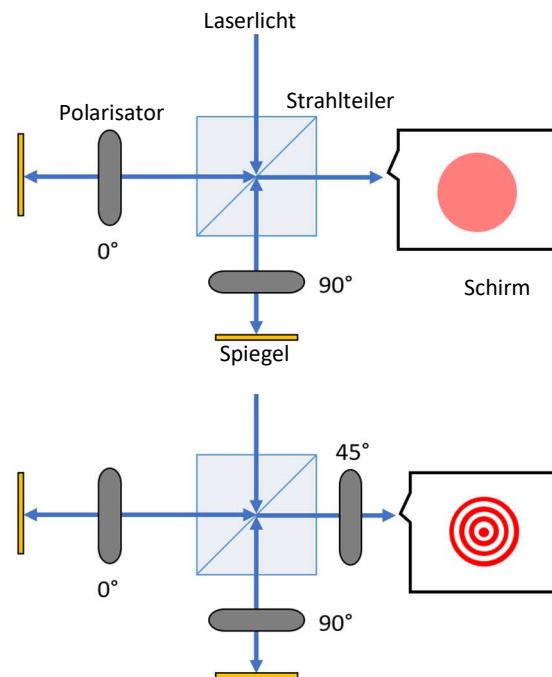 Laserlicht
Strahlteiler
Polarisator
0°
90°
Schirm
Spiegel
45°
0°
90°